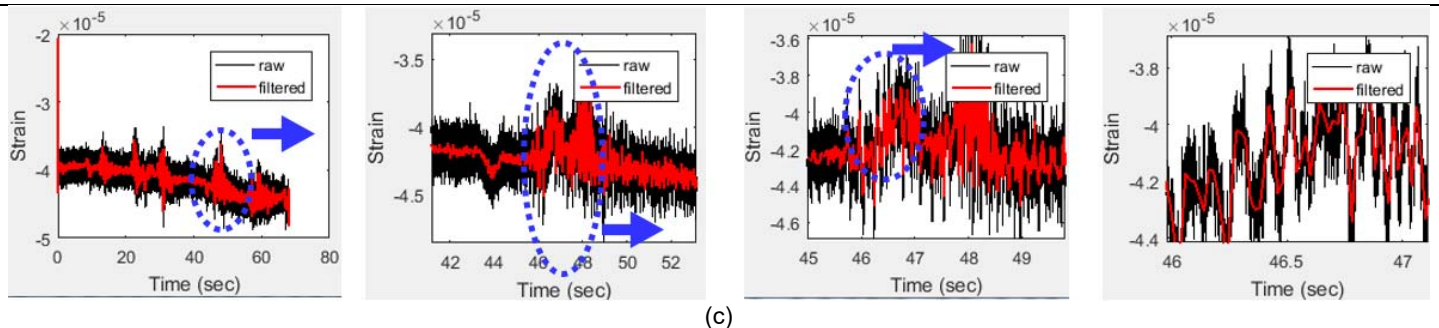 ×10⁻⁵
-2
-3
-4
-5
Strain
raw
filtered
0 20 40 60 80
Time (sec)
×10⁻⁵
-3.5
-4
-4.5
Strain
raw
filtered
42 44 46 48 50 52
Time (sec)
×10⁻⁵
-3.6
-3.8
-4
-4.2
-4.4
-4.6
Strain
raw
filtered
45 46 47 48 49
Time (sec)
×10⁻⁵
-3.8
-4
-4.2
-4.4
Strain
raw
filtered
46 46.5 47
Time (sec)
(c)